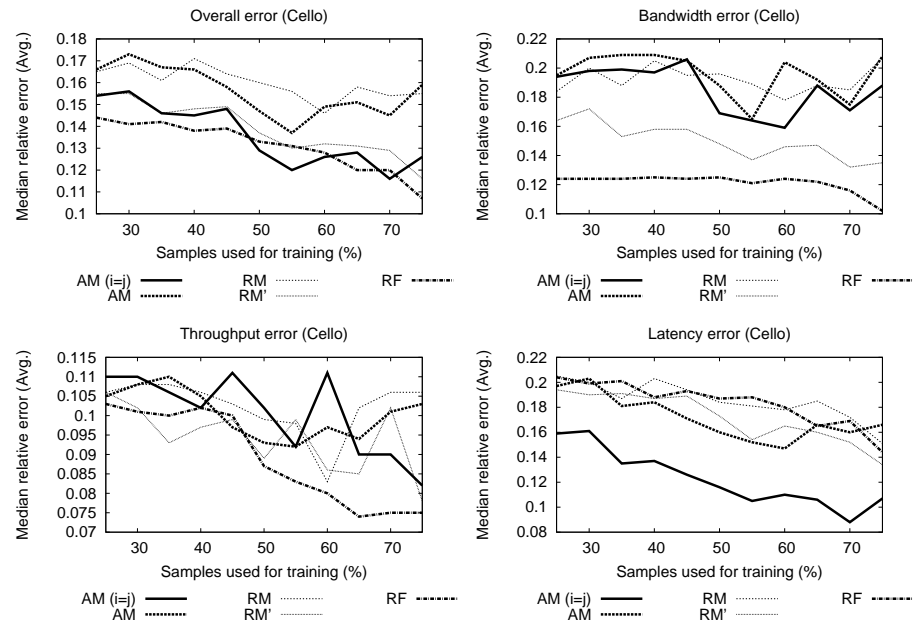 Overall error (Cello)
Median relative error (Avg.)
0.18
0.17
0.16
0.15
0.14
0.13
0.12
0.11
0.1
30 40 50 60 70
Samples used for training (%)
AM (i=j) RM RF
AM RM'
Bandwidth error (Cello)
Median relative error (Avg.)
0.22
0.2
0.18
0.16
0.14
0.12
0.1
30 40 50 60 70
Samples used for training (%)
AM (i=j) RM RF
AM RM'
Throughput error (Cello)
Median relative error (Avg.)
0.115
0.11
0.105
0.1
0.095
0.09
0.085
0.08
0.075
0.07
30 40 50 60 70
Samples used for training (%)
AM (i=j) RM RF
AM RM'
Latency error (Cello)
Median relative error (Avg.)
0.22
0.2
0.18
0.16
0.14
0.12
0.1
0.08
30 40 50 60 70
Samples used for training (%)
AM (i=j) RM RF
AM RM'